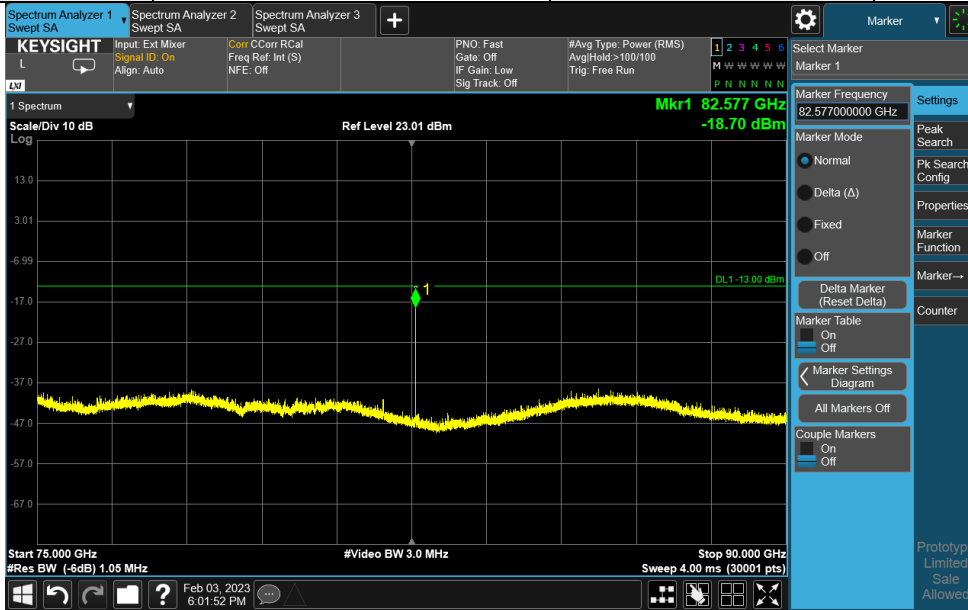 Spectrum Analyzer 1
Swept SA
Spectrum Analyzer 2
Swept SA
Spectrum Analyzer 3
Swept SA
+
Marker
KEYSIGHT
L
LXI
Input: Ext Mixer
Signal ID: On
Align: Auto
Corr CCorr RCal
Freq Ref: Int (S)
NFE: Off
PNO: Fast
Gate: Off
IF Gain: Low
Sig Track: Off
#Avg Type: Power (RMS)
Avg|Hold:>100/100
Trig: Free Run
1 2 3 4 5 6
M W W W W W
P N N N N N
Select Marker
Marker 1
1 Spectrum
Mkr1 82.577 GHz
-18.70 dBm
Scale/Div 10 dB
Ref Level 23.01 dBm
Log
13.0
3.01
-6.99
-17.0
-27.0
-37.0
-47.0
-57.0
-67.0
DL1 -13.00 dBm
1
Start 75.000 GHz
#Video BW 3.0 MHz
Stop 90.000 GHz
#Res BW (-6dB) 1.05 MHz
Sweep 4.00 ms (30001 pts)
Marker Frequency
82.577000000 GHz
Marker Mode
Normal
Delta (Δ)
Fixed
Off
Delta Marker
(Reset Delta)
Marker Table
On
Off
Marker Settings
Diagram
All Markers Off
Couple Markers
On
Off
Settings
Peak
Search
Pk Search
Config
Properties
Marker
Function
Marker→
Counter
Prototyp
Limited
Sale
Allowed
?
Feb 03, 2023
6:01:52 PM